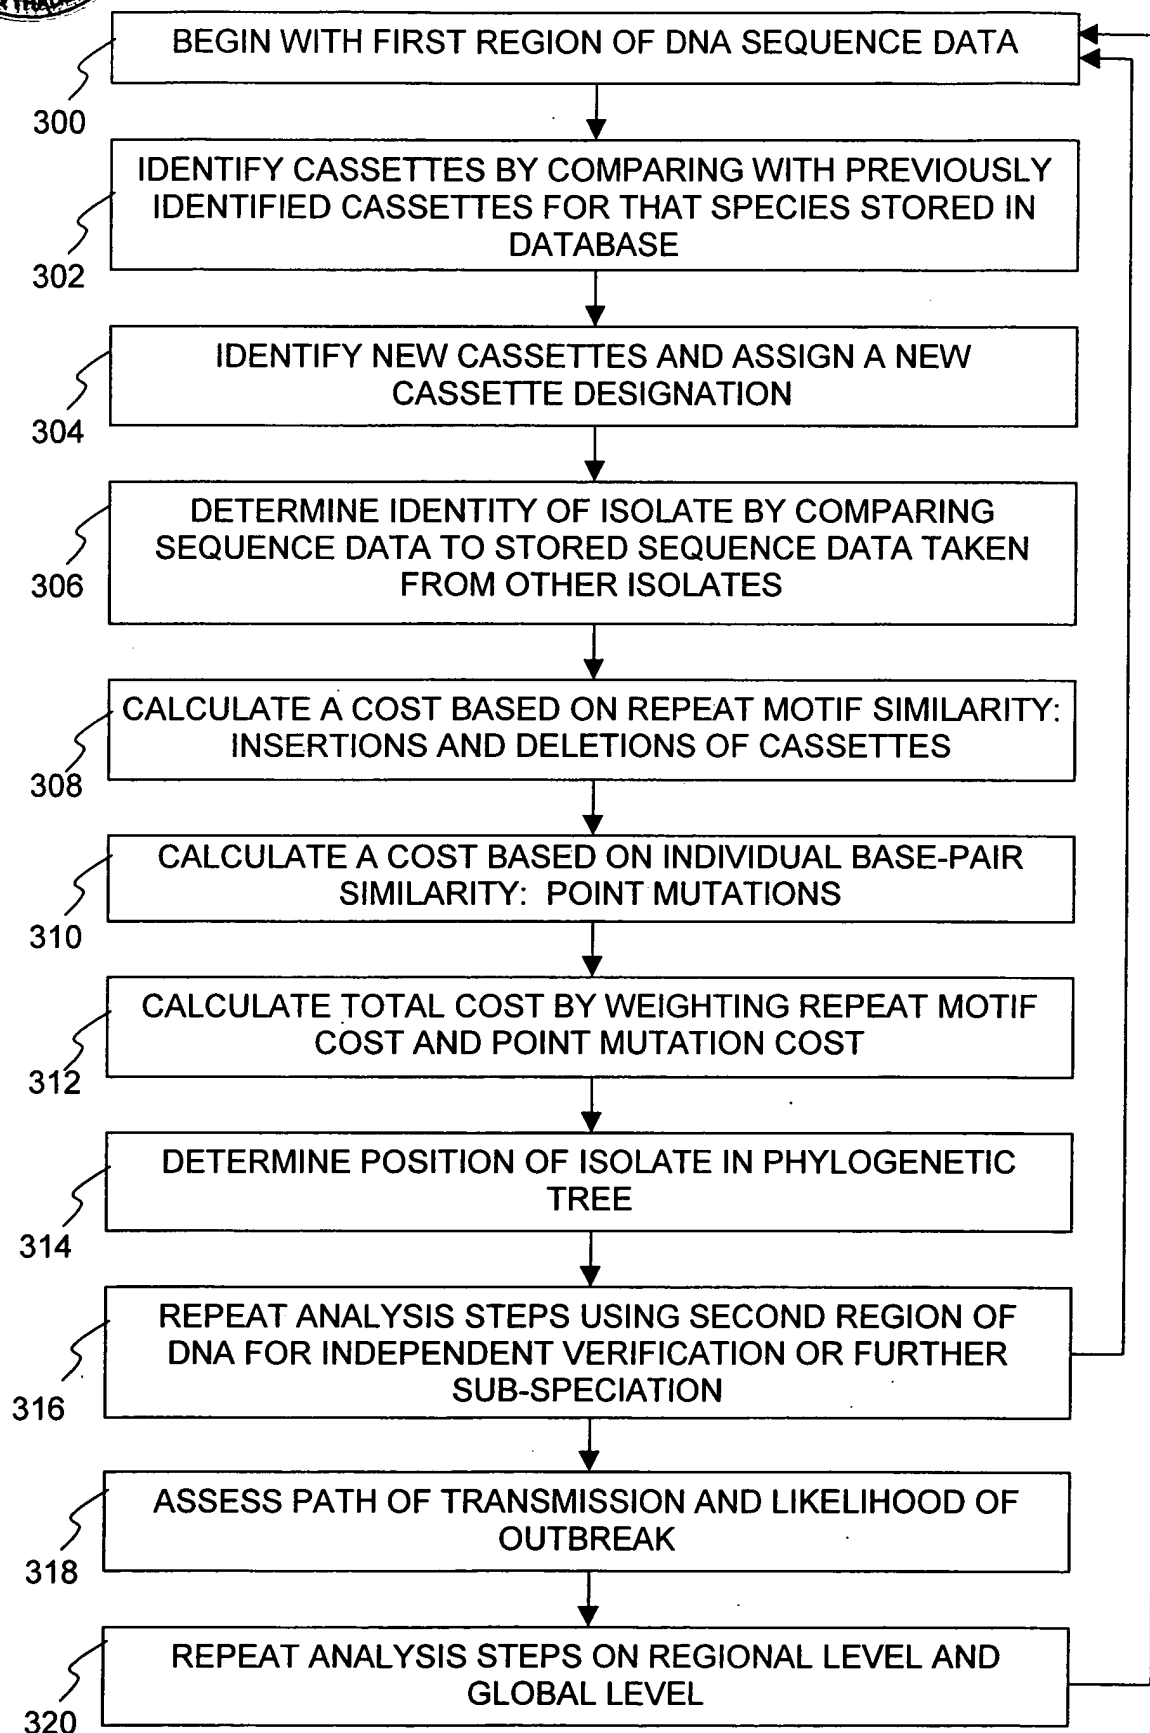 BEGIN WITH FIRST REGION OF DNA SEQUENCE DATA
300
IDENTIFY CASSETTES BY COMPARING WITH PREVIOUSLY
IDENTIFIED CASSETTES FOR THAT SPECIES STORED IN
DATABASE
302
IDENTIFY NEW CASSETTES AND ASSIGN A NEW
CASSETTE DESIGNATION
304
DETERMINE IDENTITY OF ISOLATE BY COMPARING
SEQUENCE DATA TO STORED SEQUENCE DATA TAKEN
FROM OTHER ISOLATES
306
CALCULATE A COST BASED ON REPEAT MOTIF SIMILARITY:
INSERTIONS AND DELETIONS OF CASSETTES
308
CALCULATE A COST BASED ON INDIVIDUAL BASE-PAIR
SIMILARITY: POINT MUTATIONS
310
CALCULATE TOTAL COST BY WEIGHTING REPEAT MOTIF
COST AND POINT MUTATION COST
312
DETERMINE POSITION OF ISOLATE IN PHYLOGENETIC
TREE
314
REPEAT ANALYSIS STEPS USING SECOND REGION OF
DNA FOR INDEPENDENT VERIFICATION OR FURTHER
SUB-SPECIATION
316
ASSESS PATH OF TRANSMISSION AND LIKELIHOOD OF
OUTBREAK
318
REPEAT ANALYSIS STEPS ON REGIONAL LEVEL AND
GLOBAL LEVEL
320